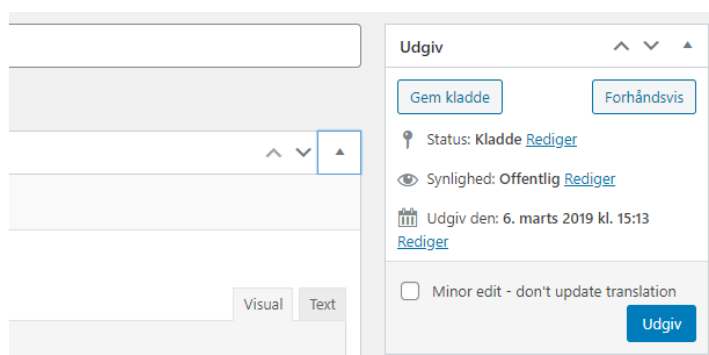 Udgiv
Gem kladde
Forhåndsvis
Status: Kladde Rediger
Synlighed: Offentlig Rediger
Udgiv den: 6. marts 2019 kl. 15:13
Rediger
Visual Text
Minor edit - don't update translation
Udgiv